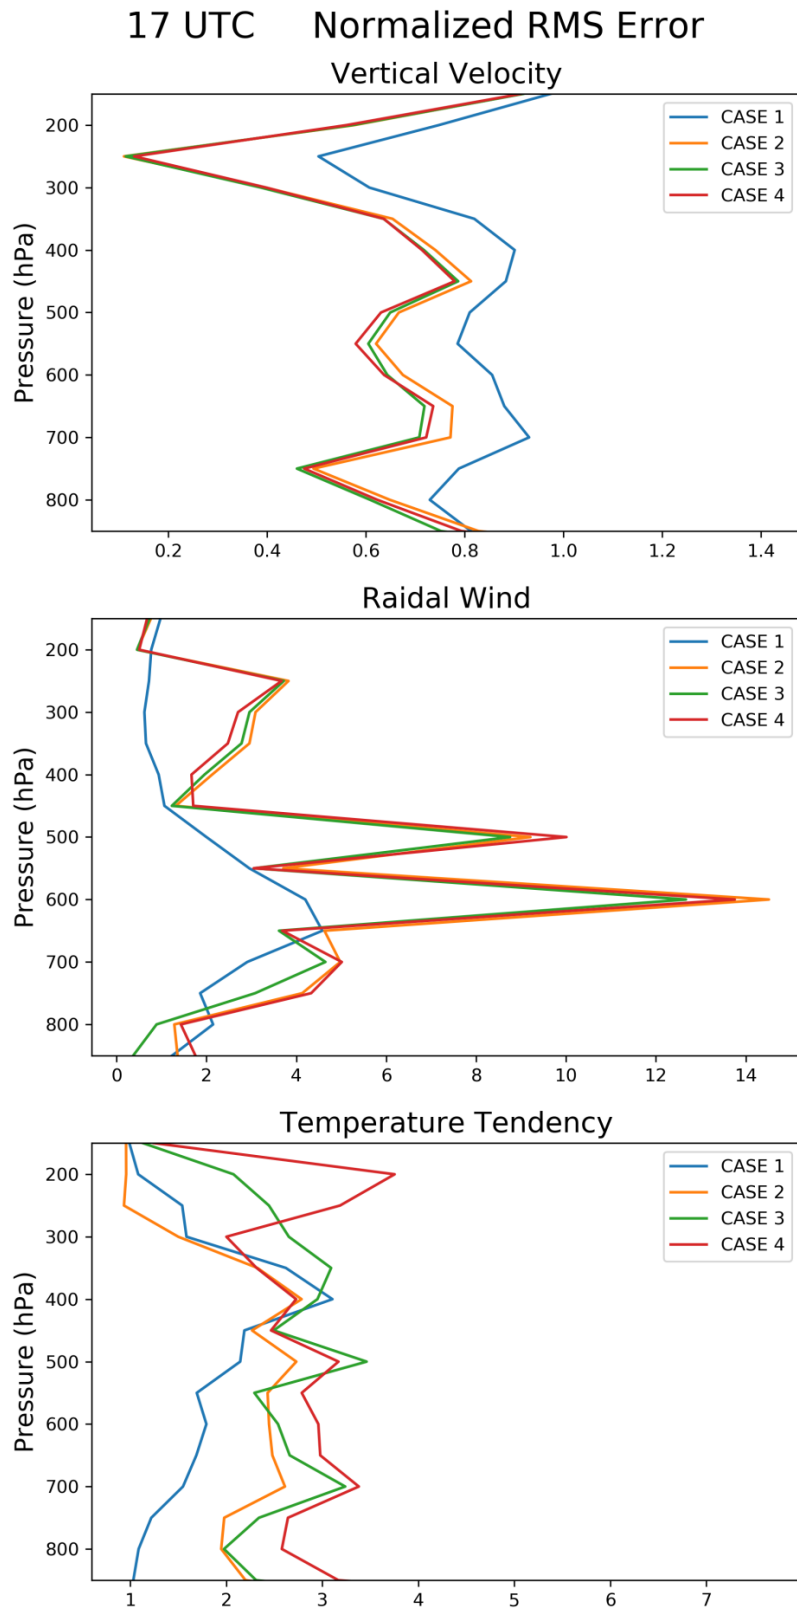 17 UTC Normalized RMS Error
Vertical Velocity
CASE 1
CASE 2
CASE 3
CASE 4
Pressure (hPa)
200
300
400
500
600
700
800
0.2 0.4 0.6 0.8 1.0 1.2 1.4
Raidal Wind
CASE 1
CASE 2
CASE 3
CASE 4
Pressure (hPa)
200
300
400
500
600
700
800
0 2 4 6 8 10 12 14
Temperature Tendency
CASE 1
CASE 2
CASE 3
CASE 4
Pressure (hPa)
200
300
400
500
600
700
800
1 2 3 4 5 6 7